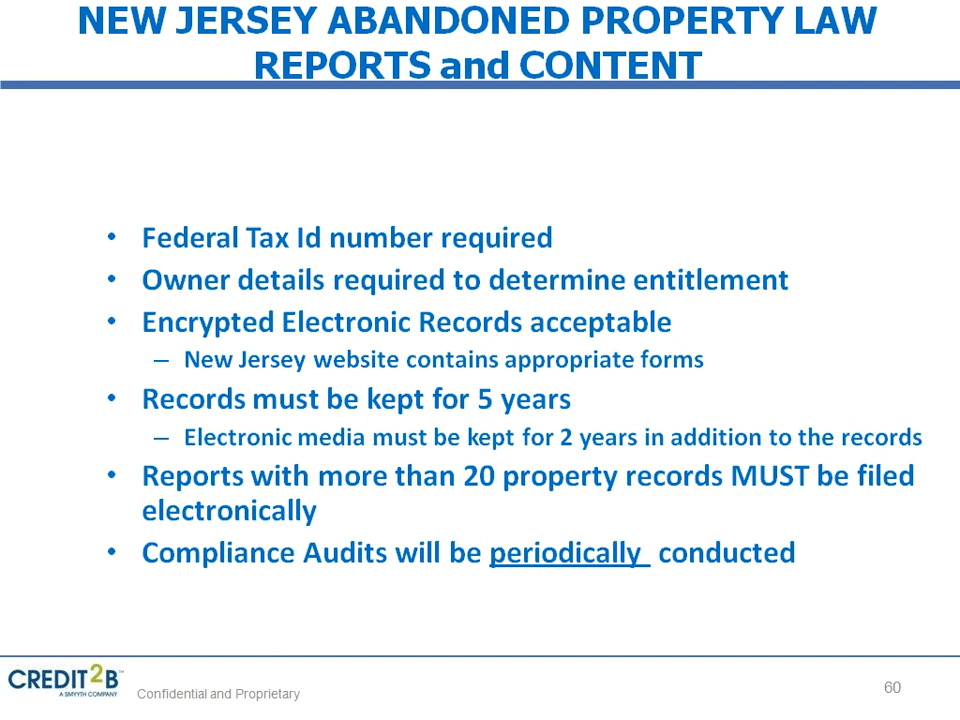 NEW JERSEY ABANDONED PROPERTY LAW
REPORTS and CONTENT
• Federal Tax Id number required
• Owner details required to determine entitlement
• Encrypted Electronic Records acceptable
– New Jersey website contains appropriate forms
• Records must be kept for 5 years
– Electronic media must be kept for 2 years in addition to the records
• Reports with more than 20 property records MUST be filed
electronically
• Compliance Audits will be periodically conducted
CREDIT2B™
A SMYYTH COMPANY
Confidential and Proprietary
60